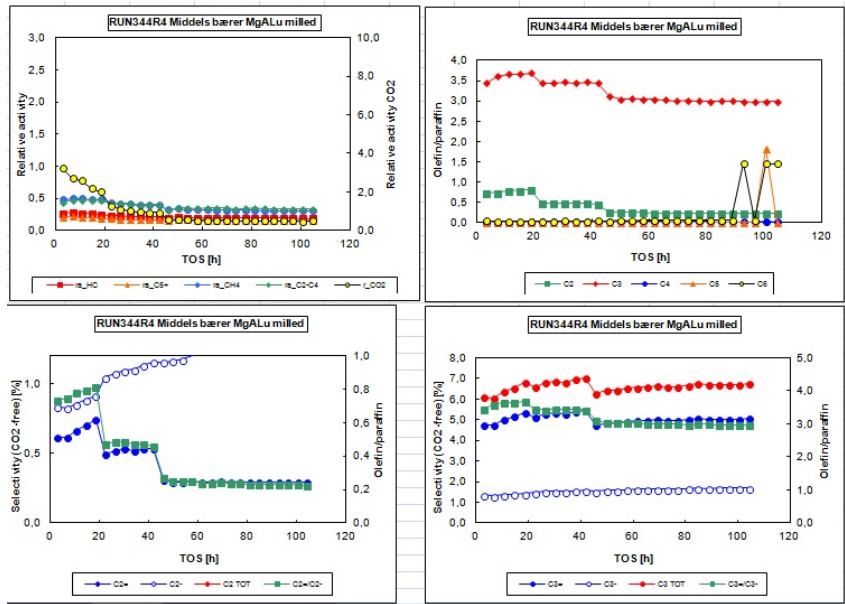 RUN344R4 Middels bærer MgALu milled
3,0
2,5
2,0
1,5
1,0
0,5
0,0
Relative activity
10,0
8,0
6,0
4,0
2,0
0,0
Relative activity CO2
0 20 40 60 80 100 120
TOS [h]
ra_HC ra_C5+ ra_CH4 ra_C2-C4 r_CO2
RUN344R4 Middels bærer MgALu milled
4,0
3,5
3,0
2,5
2,0
1,5
1,0
0,5
0,0
Olefin/paraffin
0 20 40 60 80 100 120
TOS [h]
C2 C3 C4 C5 C6
RUN344R4 Middels bærer MgALu milled
1,0
0,5
0,0
Selectivity (CO2-free) [%]
1,0
0,8
0,6
0,4
0,2
0,0
Olefin/paraffin
0 20 40 60 80 100 120
TOS [h]
C2= C2- C2 TOT C2=/C2-
RUN344R4 Middels bærer MgALu milled
8,0
7,0
6,0
5,0
4,0
3,0
2,0
1,0
0,0
Selectivity (CO2-free) [%]
5,0
4,0
3,0
2,0
1,0
0,0
Olefin/paraffin
0 20 40 60 80 100 120
TOS [h]
C3= C3- C3 TOT C3=/C3-